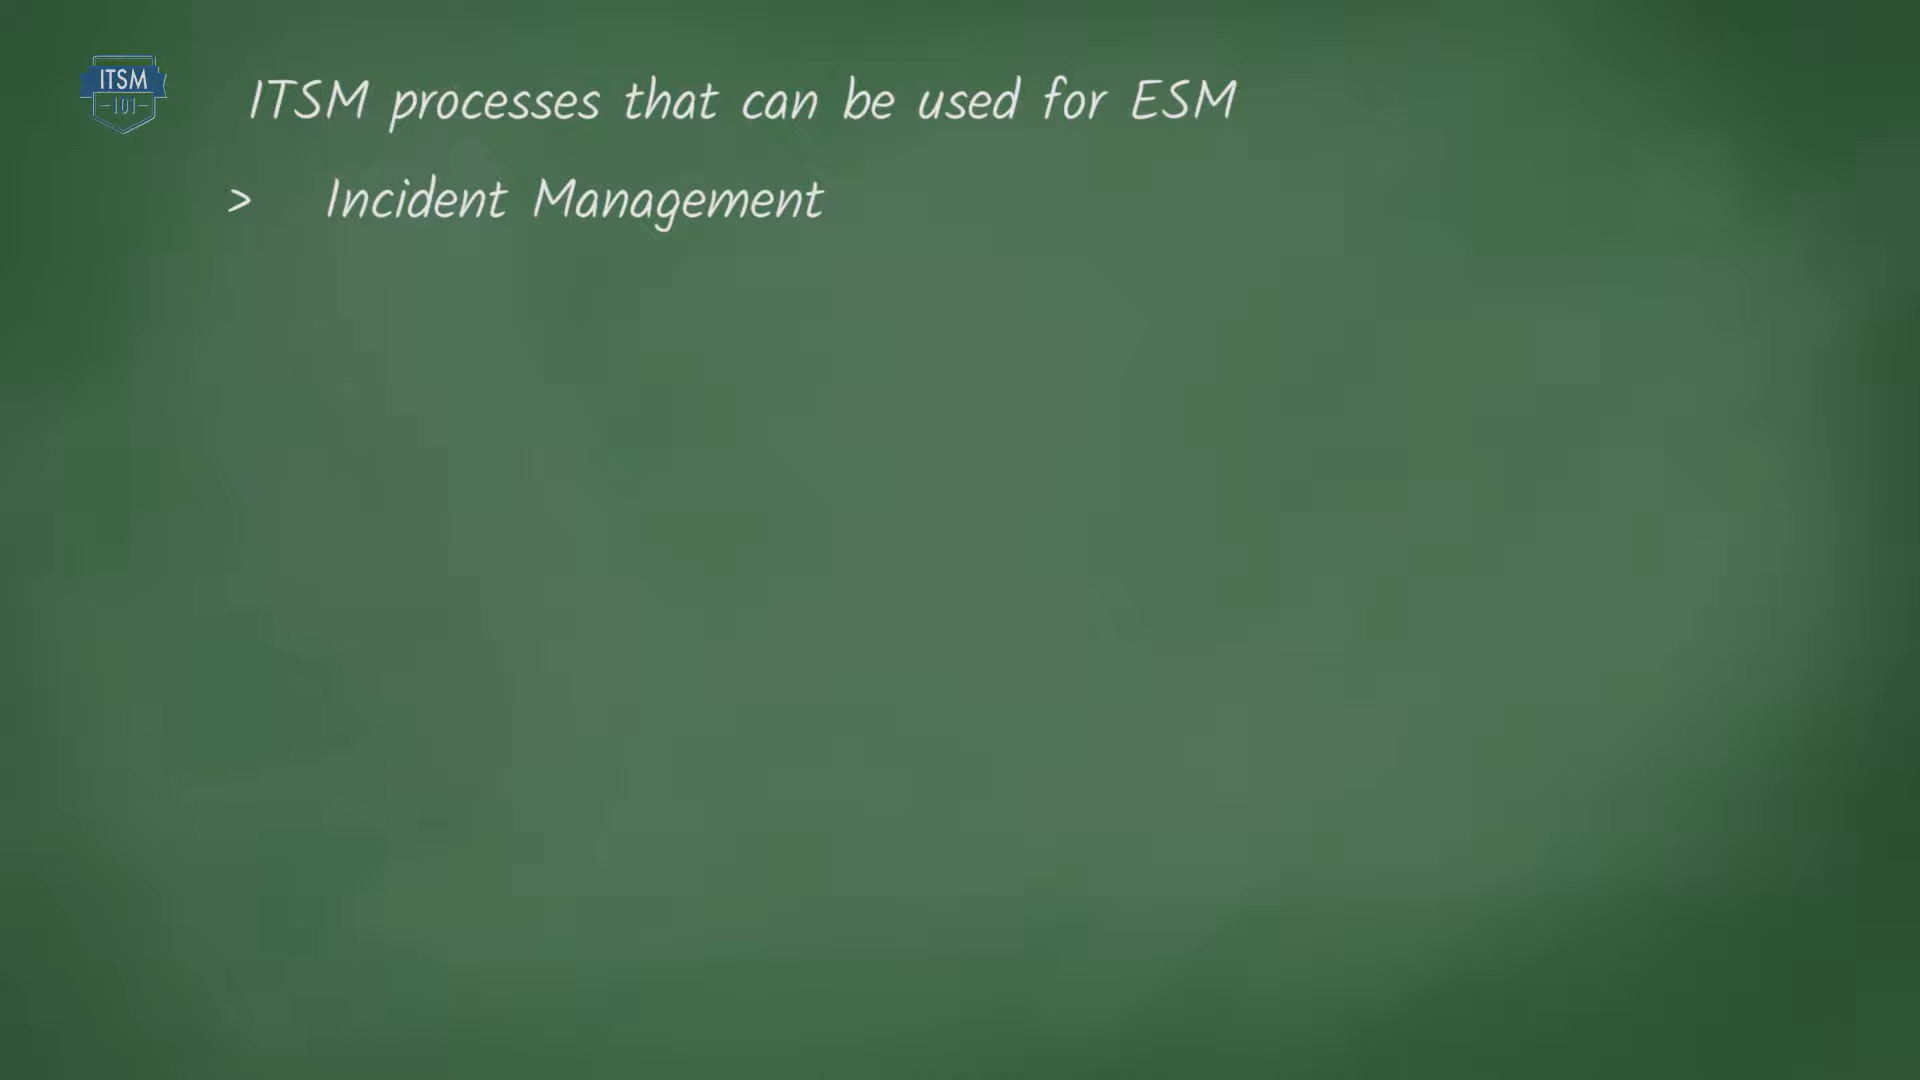 ITSM
-101-
ITSM processes that can be used for ESM
> Incident Management